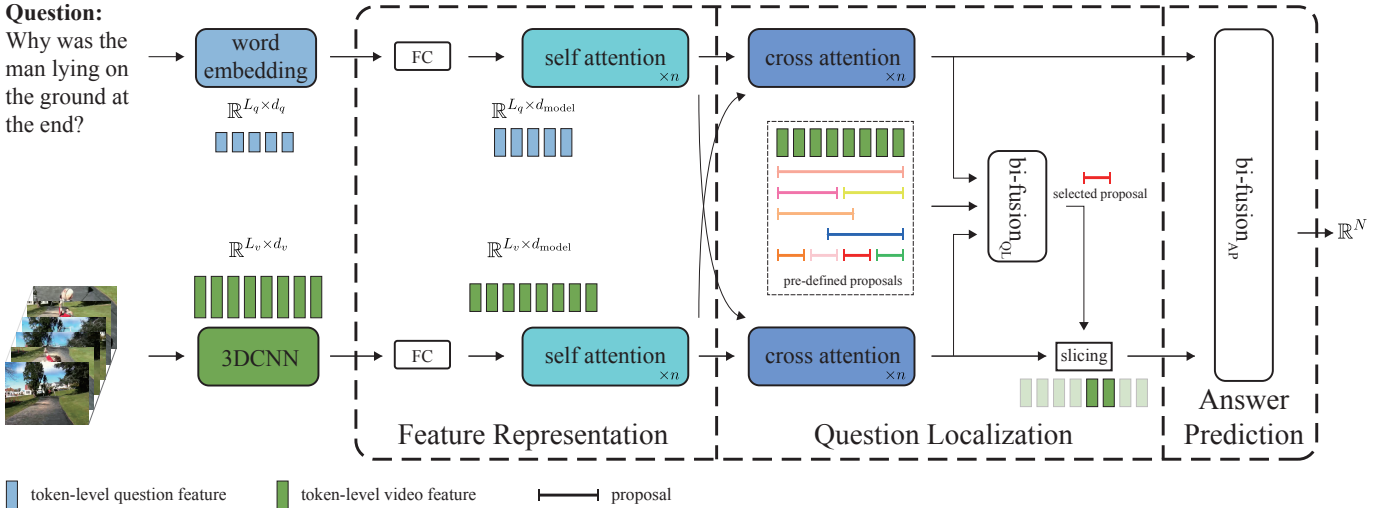 Question:
Why was the
man lying on
the ground at
the end?
word
embedding
ℝ^{L_q×d_q}
FC
self attention
×n
ℝ^{L_q×d_model}
cross attention
×n
pre-defined proposals
bi-fusion_QL
selected proposal
bi-fusion_AP
ℝ^N
ℝ^{L_v×d_v}
3DCNN
FC
ℝ^{L_v×d_model}
self attention
×n
cross attention
×n
slicing
Feature Representation
Question Localization
Answer
Prediction
token-level question feature
token-level video feature
proposal